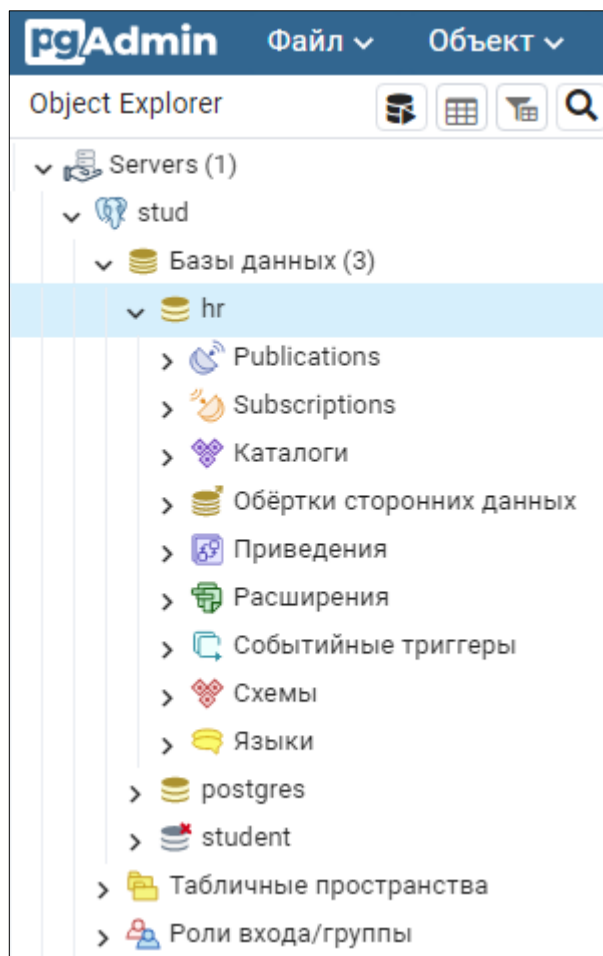 pgAdmin Файл Объект
Object Explorer
Servers (1)
stud
Базы данных (3)
hr
Publications
Subscriptions
Каталоги
Обёртки сторонних данных
Приведения
Расширения
Событийные триггеры
Схемы
Языки
postgres
student
Табличные пространства
Роли входа/группы